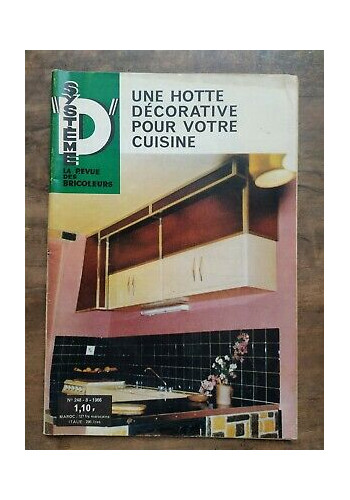 SYSTÈME "D"
LA REVUE
DES
BRICOLEURS
UNE HOTTE
DÉCORATIVE
POUR VOTRE
CUISINE
1,10 F